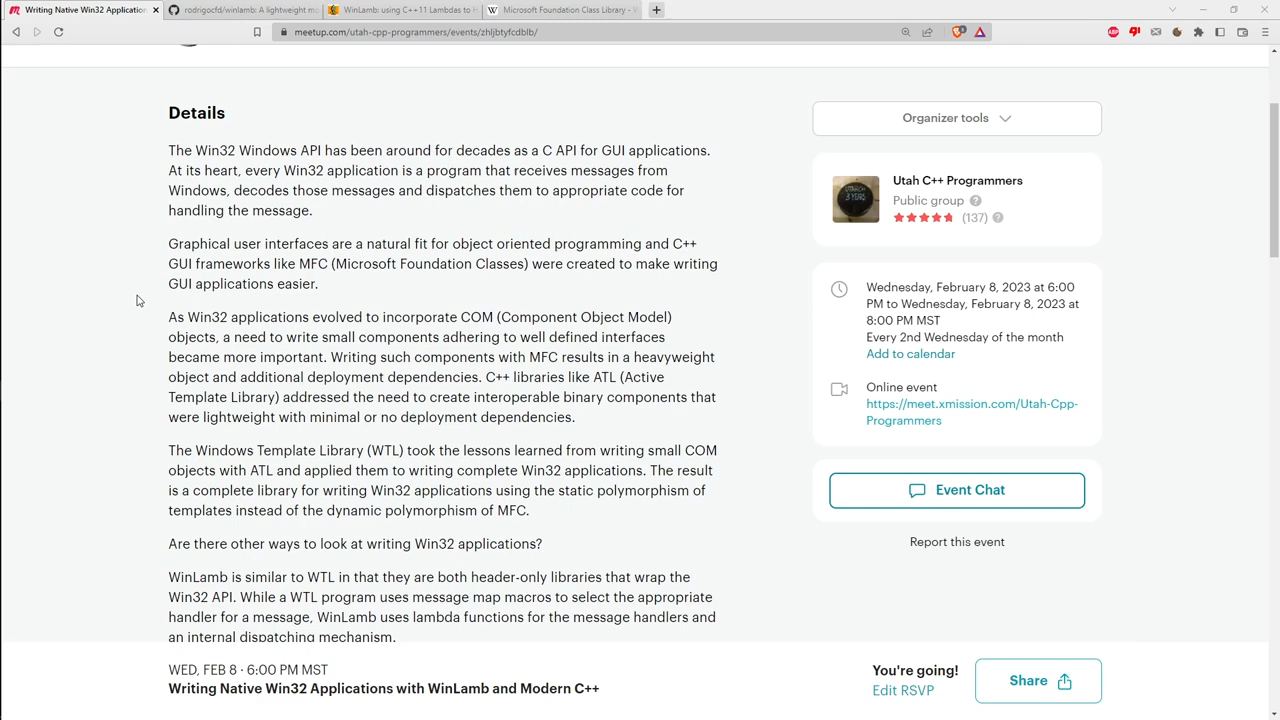 Writing Native Win32 Application
rodrigocfd/winlamb: A lightweight mo
WinLamb: using C++11 Lambdas to H
Microsoft Foundation Class Library - W
meetup.com/utah-cpp-programmers/events/zhljbtyfcdblb/
Details
The Win32 Windows API has been around for decades as a C API for GUI applications.
At its heart, every Win32 application is a program that receives messages from
Windows, decodes those messages and dispatches them to appropriate code for
handling the message.
Graphical user interfaces are a natural fit for object oriented programming and C++
GUI frameworks like MFC (Microsoft Foundation Classes) were created to make writing
GUI applications easier.
As Win32 applications evolved to incorporate COM (Component Object Model)
objects, a need to write small components adhering to well defined interfaces
became more important. Writing such components with MFC results in a heavyweight
object and additional deployment dependencies. C++ libraries like ATL (Active
Template Library) addressed the need to create interoperable binary components that
were lightweight with minimal or no deployment dependencies.
The Windows Template Library (WTL) took the lessons learned from writing small COM
objects with ATL and applied them to writing complete Win32 applications. The result
is a complete library for writing Win32 applications using the static polymorphism of
templates instead of the dynamic polymorphism of MFC.
Are there other ways to look at writing Win32 applications?
WinLamb is similar to WTL in that they are both header-only libraries that wrap the
Win32 API. While a WTL program uses message map macros to select the appropriate
handler for a message, WinLamb uses lambda functions for the message handlers and
an internal dispatching mechanism.
Organizer tools
UTAH C++
3 YEARS
Utah C++ Programmers
Public group
(137)
Wednesday, February 8, 2023 at 6:00
PM to Wednesday, February 8, 2023 at
8:00 PM MST
Every 2nd Wednesday of the month
Add to calendar
Online event
https://meet.xmission.com/Utah-Cpp-
Programmers
Event Chat
Report this event
WED, FEB 8 · 6:00 PM MST
Writing Native Win32 Applications with WinLamb and Modern C++
You're going!
Edit RSVP
Share